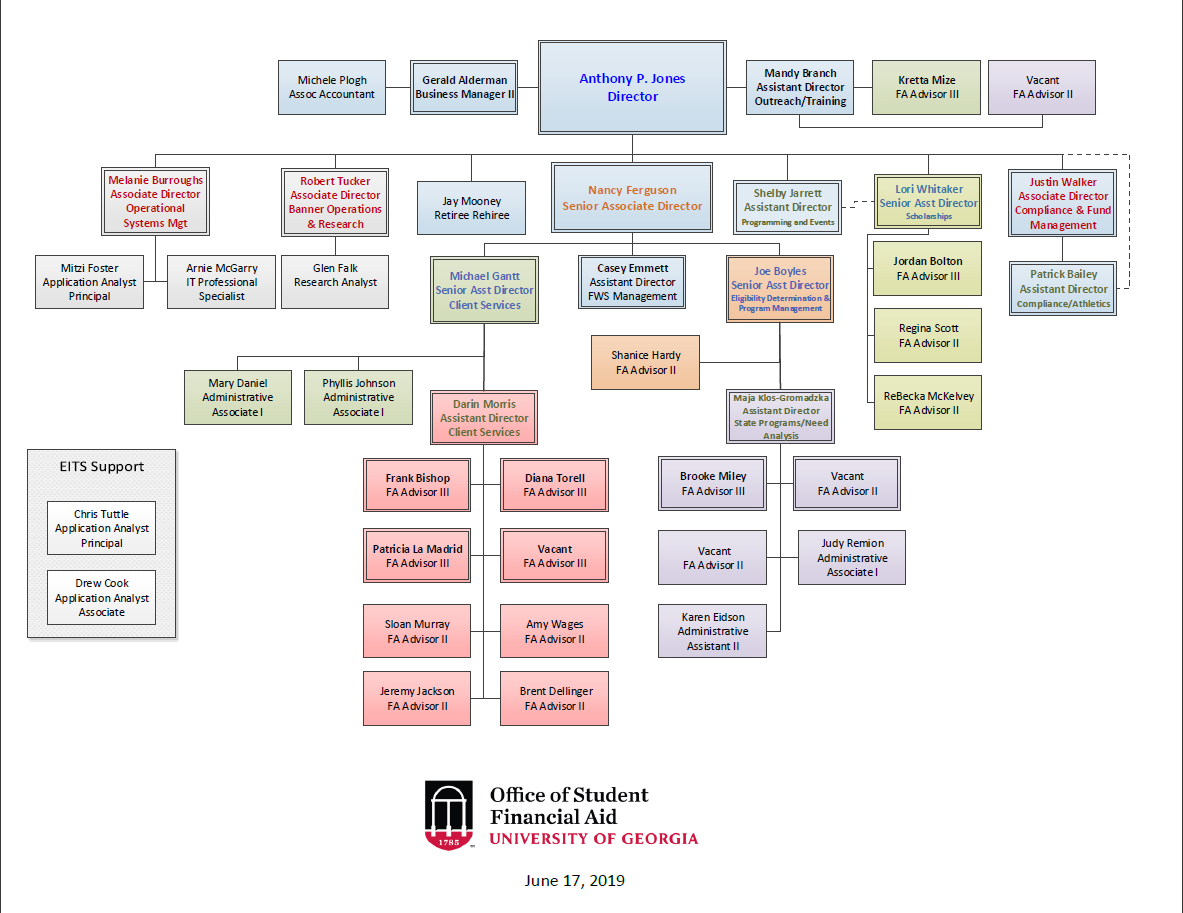 Michele Plogh
Assoc Accountant
Gerald Alderman
Business Manager II
Anthony P. Jones
Director
Mandy Branch
Assistant Director
Outreach/Training
Kretta Mize
FA Advisor III
Vacant
FA Advisor II
Melanie Burroughs
Associate Director
Operational
Systems Mgt
Robert Tucker
Associate Director
Banner Operations
& Research
Jay Mooney
Retiree Rehiree
Nancy Ferguson
Senior Associate Director
Shelby Jarrett
Assistant Director
Programming and Events
Lori Whitaker
Senior Asst Director
Scholarships
Justin Walker
Associate Director
Compliance & Fund
Management
Mitzi Foster
Application Analyst
Principal
Arnie McGarry
IT Professional
Specialist
Glen Falk
Research Analyst
Michael Gantt
Senior Asst Director
Client Services
Casey Emmett
Assistant Director
FWS Management
Joe Boyles
Senior Asst Director
Eligibility Determination &
Program Management
Jordan Bolton
FA Advisor III
Patrick Bailey
Assistant Director
Compliance/Athletics
Regina Scott
FA Advisor II
Shanice Hardy
FA Advisor II
Mary Daniel
Administrative
Associate I
Phyllis Johnson
Administrative
Associate I
ReBecka McKelvey
FA Advisor II
Darin Morris
Assistant Director
Client Services
Maja Klos-Gromadzka
Assistant Director
State Programs/Need
Analysis
EITS Support
Chris Tuttle
Application Analyst
Principal
Drew Cook
Application Analyst
Associate
Frank Bishop
FA Advisor III
Diana Torell
FA Advisor III
Patricia La Madrid
FA Advisor III
Vacant
FA Advisor III
Sloan Murray
FA Advisor II
Amy Wages
FA Advisor II
Jeremy Jackson
FA Advisor II
Brent Dellinger
FA Advisor II
Brooke Miley
FA Advisor III
Vacant
FA Advisor II
Vacant
FA Advisor II
Judy Remion
Administrative
Associate I
Karen Eidson
Administrative
Assistant II
1785
Office of Student
Financial Aid
UNIVERSITY OF GEORGIA
June 17, 2019